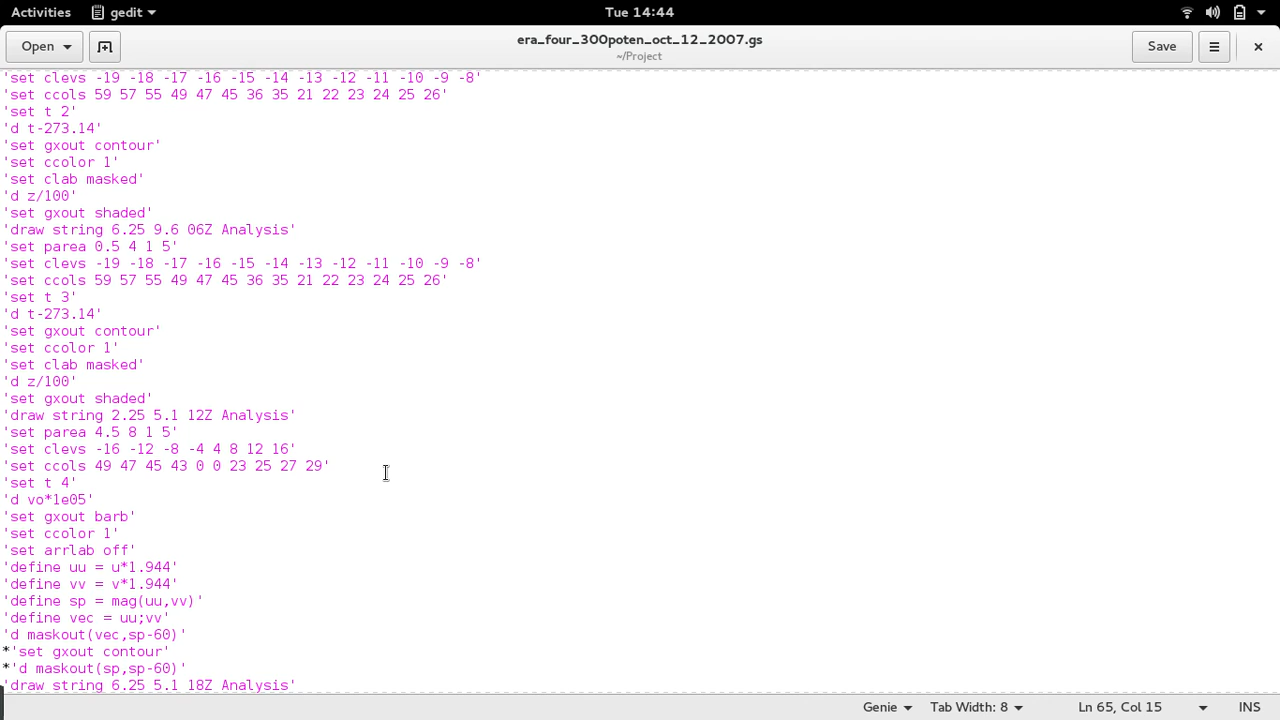 Activities gedit Tue 14:44
Open era_four_300poten_oct_12_2007.gs Save
~/Project
'set clevs -19 -18 -17 -16 -15 -14 -13 -12 -11 -10 -9 -8'
'set ccols 59 57 55 49 47 45 36 35 21 22 23 24 25 26'
'set t 2'
'd t-273.14'
'set gxout contour'
'set ccolor 1'
'set clab masked'
'd z/100'
'set gxout shaded'
'draw string 6.25 9.6 06Z Analysis'
'set parea 0.5 4 1 5'
'set clevs -19 -18 -17 -16 -15 -14 -13 -12 -11 -10 -9 -8'
'set ccols 59 57 55 49 47 45 36 35 21 22 23 24 25 26'
'set t 3'
'd t-273.14'
'set gxout contour'
'set ccolor 1'
'set clab masked'
'd z/100'
'set gxout shaded'
'draw string 2.25 5.1 12Z Analysis'
'set parea 4.5 8 1 5'
'set clevs -16 -12 -8 -4 4 8 12 16'
'set ccols 49 47 45 43 0 0 23 25 27 29'
'set t 4'
'd vo*1e05'
'set gxout barb'
'set ccolor 1'
'set arrlab off'
'define uu = u*1.944'
'define vv = v*1.944'
'define sp = mag(uu,vv)'
'define vec = uu;vv'
'd maskout(vec,sp-60)'
*'set gxout contour'
*'d maskout(sp,sp-60)'
'draw string 6.25 5.1 18Z Analysis'
Genie Tab Width: 8 Ln 65, Col 15 INS